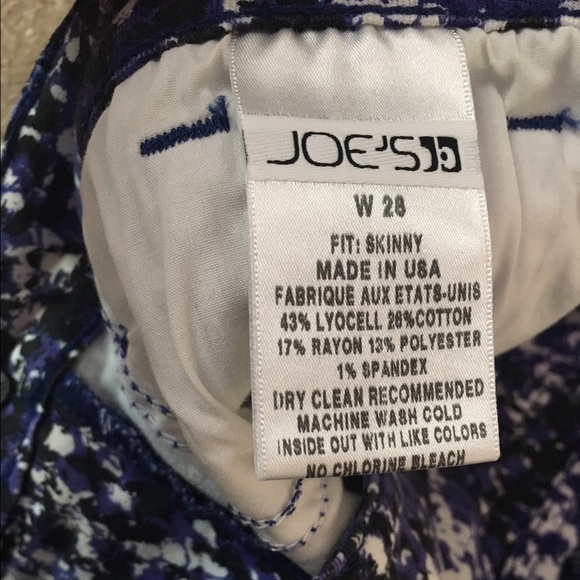 JOE'S
W 28
FIT: SKINNY
MADE IN USA
FABRIQUE AUX ETATS-UNIS
43% LYOCELL 26%COTTON
17% RAYON 13% POLYESTER
1% SPANDEX
DRY CLEAN RECOMMENDED
MACHINE WASH COLD
INSIDE OUT WITH LIKE COLORS
NO CHLORINE BLEACH